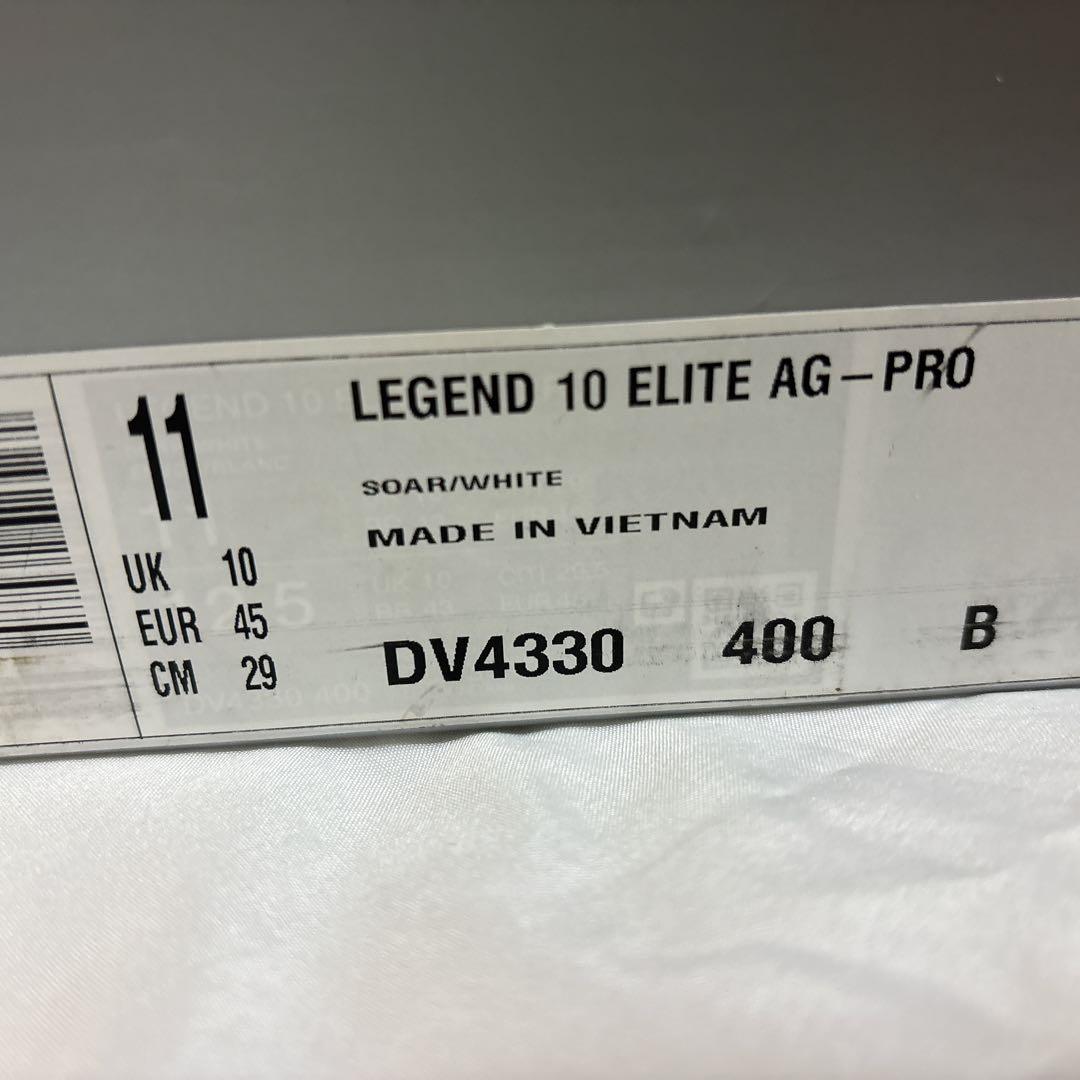 11
LEGEND 10 ELITE AG-PRO
SOAR/WHITE
MADE IN VIETNAM
UK 10
EUR 45
CM 29
DV4330 400 B